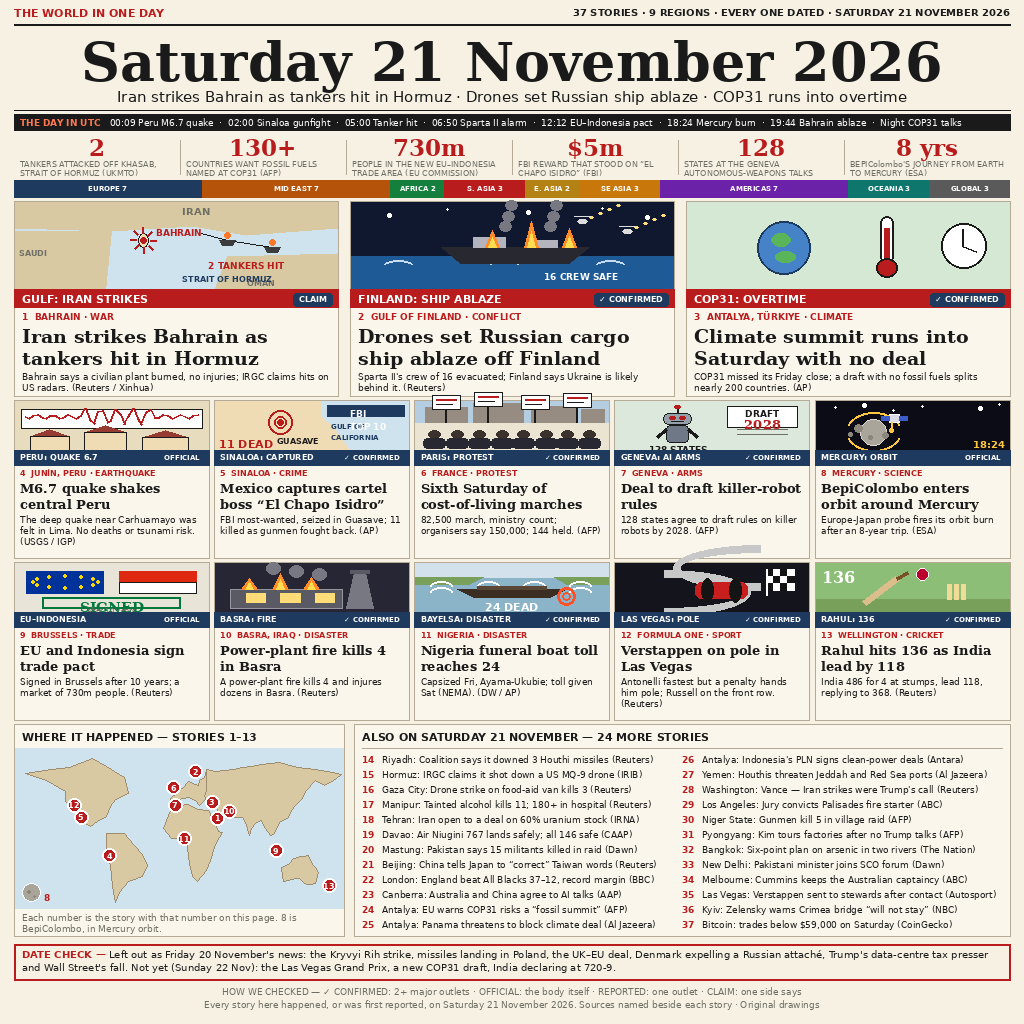 THE WORLD IN ONE DAY
37 STORIES · 9 REGIONS · EVERY ONE DATED · SATURDAY 21 NOVEMBER 2026
Saturday 21 November 2026
Iran strikes Bahrain as tankers hit in Hormuz · Drones set Russian ship ablaze · COP31 runs into overtime
THE DAY IN UTC 00:09 Peru M6.7 quake · 02:00 Sinaloa gunfight · 05:00 Tanker hit · 06:50 Sparta II alarm · 12:12 EU–Indonesia pact · 18:24 Mercury burn · 19:44 Bahrain ablaze · Night COP31 talks
2
TANKERS ATTACKED OFF KHASAB,
STRAIT OF HORMUZ (UKMTO)
130+
COUNTRIES WANT FOSSIL FUELS
NAMED AT COP31 (AFP)
730m
PEOPLE IN THE NEW EU–INDONESIA
TRADE AREA (EU COMMISSION)
$5m
FBI REWARD THAT STOOD ON “EL
CHAPO ISIDRO” (FBI)
128
STATES AT THE GENEVA
AUTONOMOUS-WEAPONS TALKS
8 yrs
BEPIColombo'S JOURNEY FROM EARTH
TO MERCURY (ESA)
EUROPE 7
MID EAST 7
AFRICA 2
S. ASIA 3
E. ASIA 2
SE ASIA 3
AMERICAS 7
OCEANIA 3
GLOBAL 3
IRAN
BAHRAIN
SAUDI
2 TANKERS HIT
STRAIT OF HORMUZ
OMAN
GULF: IRAN STRIKES
CLAIM
1 BAHRAIN · WAR
Iran strikes Bahrain as
tankers hit in Hormuz
Bahrain says a civilian plant burned, no injuries; IRGC claims hits on
US radars. (Reuters / Xinhua)
16 CREW SAFE
FINLAND: SHIP ABLAZE
✓ CONFIRMED
2 GULF OF FINLAND · CONFLICT
Drones set Russian cargo
ship ablaze off Finland
Sparta II's crew of 16 evacuated; Finland says Ukraine is likely
behind it. (Reuters)
COP31: OVERTIME
✓ CONFIRMED
3 ANTALYA, TÜRKIYE · CLIMATE
Climate summit runs into
Saturday with no deal
COP31 missed its Friday close; a draft with no fossil fuels splits
nearly 200 countries. (AP)
PERU: QUAKE 6.7
OFFICIAL
4 JUNÍN, PERU · EARTHQUAKE
M6.7 quake shakes
central Peru
The deep quake near Carhuamayo was
felt in Lima. No deaths or tsunami risk.
(USGS / IGP)
FBI
TOP 10
GULF OF
CALIFORNIA
11 DEAD
GUASAVE
SINALOA: CAPTURED
✓ CONFIRMED
5 SINALOA · CRIME
Mexico captures cartel
boss “El Chapo Isidro”
FBI most-wanted, seized in Guasave; 11
killed as gunmen fought back. (AP)
PARIS: PROTEST
✓ CONFIRMED
6 FRANCE · PROTEST
Sixth Saturday of
cost-of-living marches
82,500 march, ministry count;
organisers say 150,000; 144 held. (AFP)
DRAFT
2028
128 STATES
GENEVA: AI ARMS
✓ CONFIRMED
7 GENEVA · ARMS
Deal to draft killer-robot
rules
128 states agree to draft rules on killer
robots by 2028. (AFP)
18:24
MERCURY: ORBIT
OFFICIAL
8 MERCURY · SCIENCE
BepiColombo enters
orbit around Mercury
Europe-Japan probe fires its orbit burn
after an 8-year trip. (ESA)
SIGNED
EU–INDONESIA
OFFICIAL
9 BRUSSELS · TRADE
EU and Indonesia sign
trade pact
Signed in Brussels after 10 years; a
market of 730m people. (Reuters)
BASRA: FIRE
✓ CONFIRMED
10 BASRA, IRAQ · DISASTER
Power-plant fire kills 4
in Basra
A power-plant fire kills 4 and injures
dozens in Basra. (Reuters)
24 DEAD
BAYELSA: DISASTER
✓ CONFIRMED
11 NIGERIA · DISASTER
Nigeria funeral boat toll
reaches 24
Capsized Fri, Ayama-Ukubie; toll given
Sat (NEMA). (DW / AP)
LAS VEGAS: POLE
✓ CONFIRMED
12 FORMULA ONE · SPORT
Verstappen on pole in
Las Vegas
Antonelli fastest but a penalty hands
him pole; Russell on the front row.
(Reuters)
136
RAHUL: 136
✓ CONFIRMED
13 WELLINGTON · CRICKET
Rahul hits 136 as India
lead by 118
India 486 for 4 at stumps, lead 118,
replying to 368. (Reuters)
WHERE IT HAPPENED — STORIES 1–13
2
6
7
3
10
1
12
5
11
4
9
13
8
Each number is the story with that number on this page. 8 is
BepiColombo, in Mercury orbit.
ALSO ON SATURDAY 21 NOVEMBER — 24 MORE STORIES
14 Riyadh: Coalition says it downed 3 Houthi missiles (Reuters)
15 Hormuz: IRGC claims it shot down a US MQ-9 drone (IRIB)
16 Gaza City: Drone strike on food-aid van kills 3 (Reuters)
17 Manipur: Tainted alcohol kills 11; 180+ in hospital (Reuters)
18 Tehran: Iran open to a deal on 60% uranium stock (IRNA)
19 Davao: Air Niugini 767 lands safely; all 146 safe (CAAP)
20 Mastung: Pakistan says 15 militants killed in raid (Dawn)
21 Beijing: China tells Japan to “correct” Taiwan words (Reuters)
22 London: England beat All Blacks 37–12, record margin (BBC)
23 Canberra: Australia and China agree to AI talks (AAP)
24 Antalya: EU warns COP31 risks a “fossil summit” (AFP)
25 Antalya: Panama threatens to block climate deal (Al Jazeera)
26 Antalya: Indonesia's PLN signs clean-power deals (Antara)
27 Yemen: Houthis threaten Jeddah and Red Sea ports (Al Jazeera)
28 Washington: Vance — Iran strikes were Trump's call (Reuters)
29 Los Angeles: Jury convicts Palisades fire starter (ABC)
30 Niger State: Gunmen kill 5 in village raid (AFP)
31 Pyongyang: Kim tours factories after no Trump talks (AFP)
32 Bangkok: Six-point plan on arsenic in two rivers (The Nation)
33 New Delhi: Pakistani minister joins SCO forum (Dawn)
34 Melbourne: Cummins keeps the Australian captaincy (ABC)
35 Las Vegas: Verstappen sent to stewards after contact (Autosport)
36 Kyiv: Zelensky warns Crimea bridge “will not stay” (NBC)
37 Bitcoin: trades below $59,000 on Saturday (CoinGecko)
DATE CHECK — Left out as Friday 20 November's news: the Kryvyi Rih strike, missiles landing in Poland, the UK–EU deal, Denmark expelling a Russian attaché, Trump's data-centre tax presser
and Wall Street's fall. Not yet (Sunday 22 Nov): the Las Vegas Grand Prix, a new COP31 draft, India declaring at 720-9.
HOW WE CHECKED — ✓ CONFIRMED: 2+ major outlets · OFFICIAL: the body itself · REPORTED: one outlet · CLAIM: one side says
Every story here happened, or was first reported, on Saturday 21 November 2026. Sources named beside each story · Original drawings